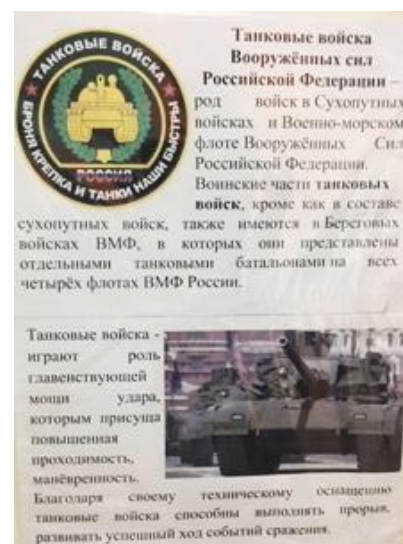 ТАНКОВЫЕ ВОЙСКА
БРОНЯ КРЕПКА И ТАНКИ НАШИ БЫСТРЫ
РОССИЯ
Танковые войска
Вооружённых сил
Российской Федерации –
род войск в Сухопутных
войсках и Военно-морском
флоте Вооружённых Сил
Российской Федерации.
Воинские части танковых
войск, кроме как в составе
сухопутных войск, также имеются в Береговых
войсках ВМФ, в которых они представлены
отдельными танковыми батальонами на всех
четырёх флотах ВМФ России.
Танковые войска -
играют роль
главенствующей
мощи удара,
которым присуща
повышенная
проходимость,
манёвренность.
Благодаря своему техническому оснащению
танковые войска способны выполнять прорыв,
развивать успешный ход событий сражения.